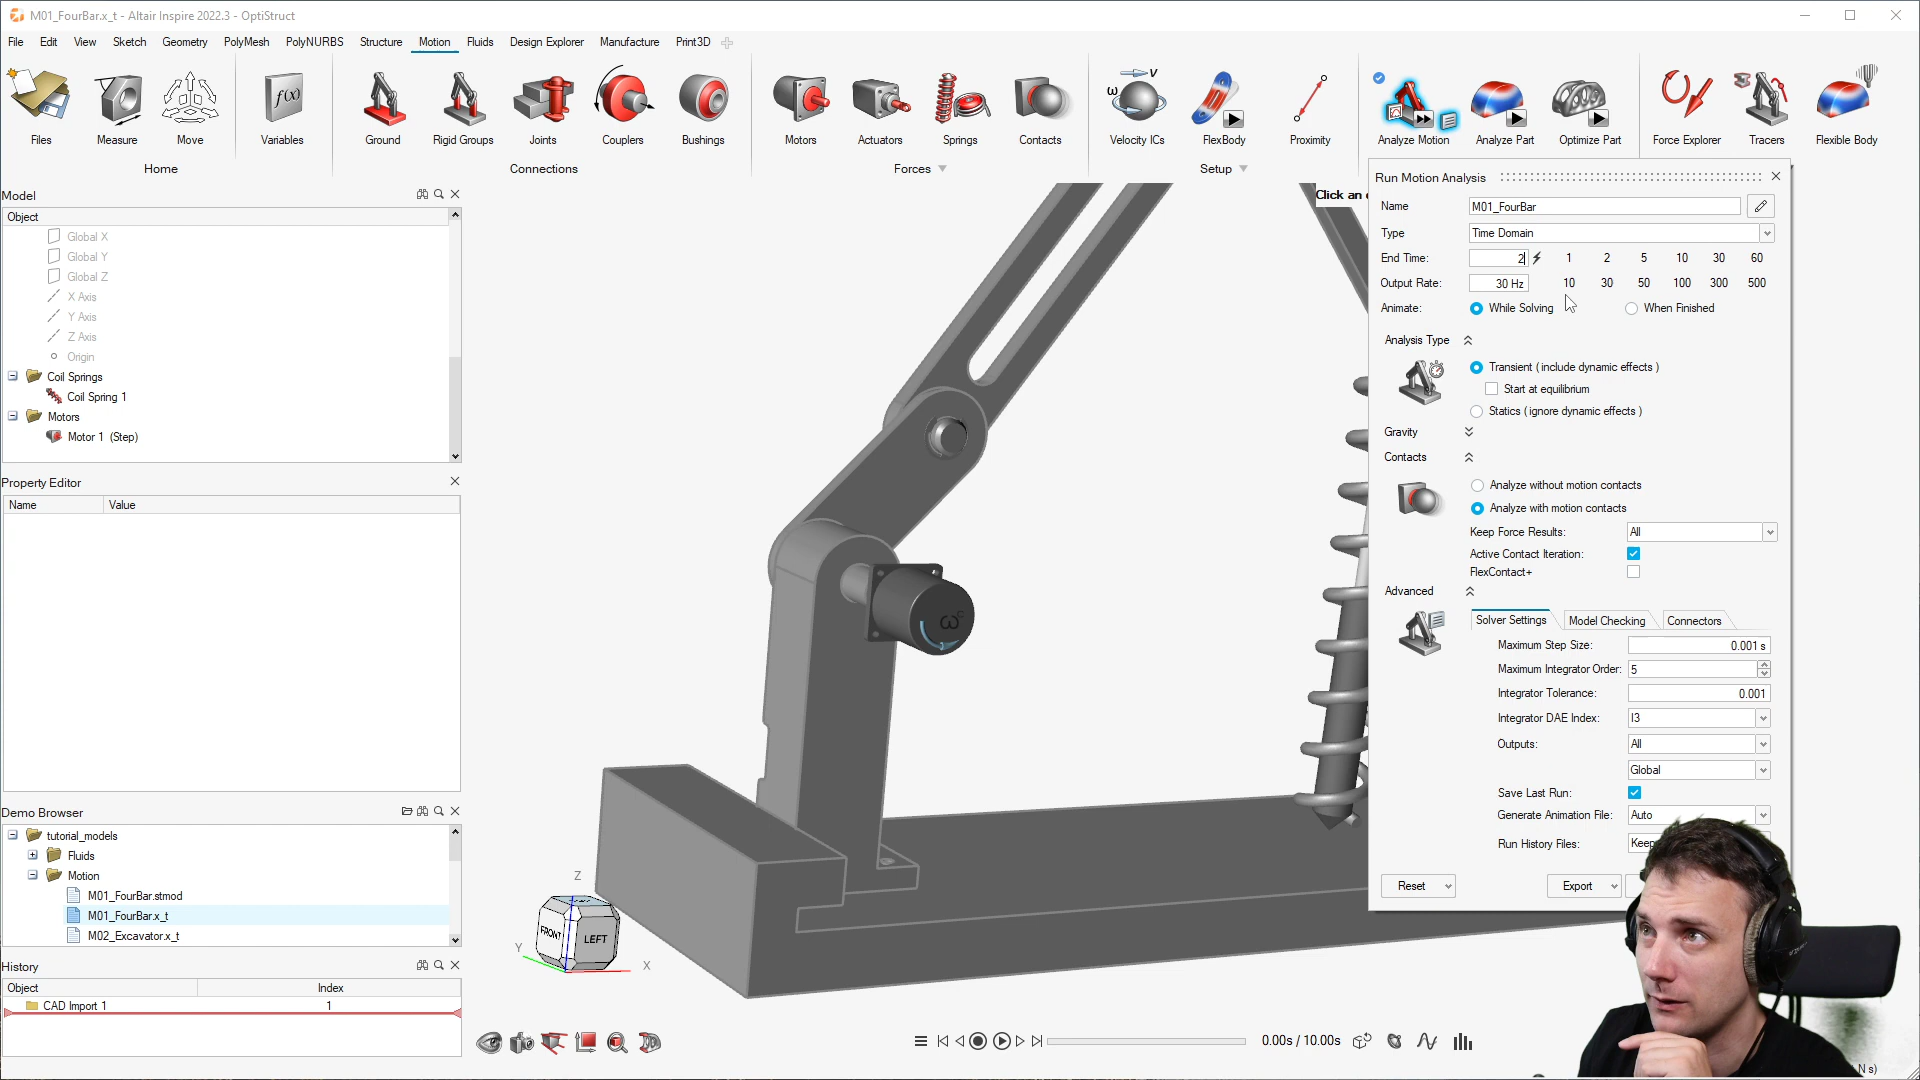 M01_FourBar.x_t - Altair Inspire 2022.3 - OptiStruct
File Edit View Sketch Geometry PolyMesh PolyNURBS Structure Motion Fluids Design Explorer Manufacture Print3D
Files Measure Move Variables Ground Rigid Groups Joints Couplers Bushings Motors Actuators Springs Contacts Velocity ICs FlexBody Proximity Analyze Motion Analyze Part Optimize Part Force Explorer Tracers Flexible Body
Home Connections Forces Setup
Model
Object
Global X
Global Y
Global Z
X Axis
Y Axis
Z Axis
Origin
Coil Springs
Coil Spring 1
Motors
Motor 1 (Step)
Property Editor
Name Value
Demo Browser
tutorial_models
Fluids
Motion
M01_FourBar.stmod
M01_FourBar.x_t
M02_Excavator.x_t
History
Object Index
CAD Import 1 1
Click an
Z
FRONT LEFT
Y
X
0.00s / 10.00s
Run Motion Analysis
Name M01_FourBar
Type Time Domain
End Time: 2 1 2 5 10 30 60
Output Rate: 30 Hz 10 30 50 100 300 500
Animate: While Solving When Finished
Analysis Type
Transient ( include dynamic effects )
Start at equilibrium
Statics ( ignore dynamic effects )
Gravity
Contacts
Analyze without motion contacts
Analyze with motion contacts
Keep Force Results: All
Active Contact Iteration:
FlexContact+
Advanced
Solver Settings Model Checking Connectors
Maximum Step Size: 0.001 s
Maximum Integrator Order: 5
Integrator Tolerance: 0.001
Integrator DAE Index: I3
Outputs: All
Global
Save Last Run:
Generate Animation File: Auto
Run History Files: Keep
Reset Export
N s)